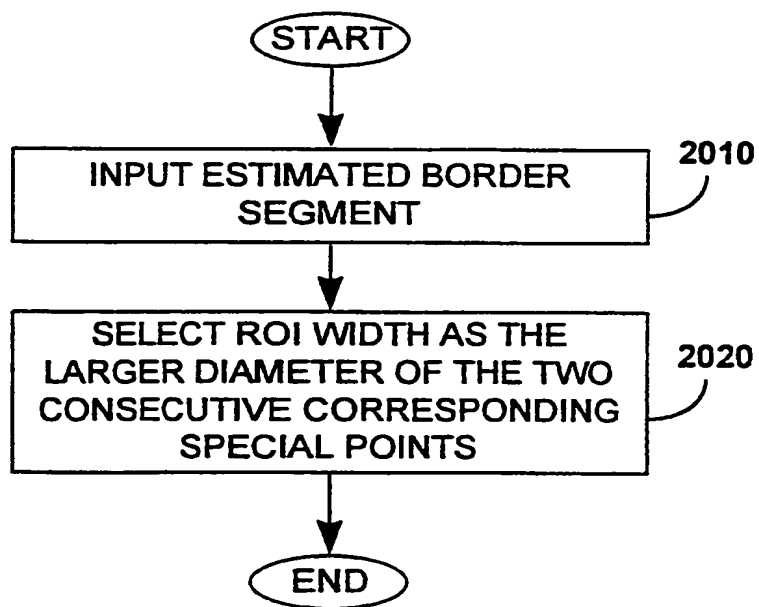 START
INPUT ESTIMATED BORDER
SEGMENT
2010
SELECT ROI WIDTH AS THE
LARGER DIAMETER OF THE TWO
CONSECUTIVE CORRESPONDING
SPECIAL POINTS
2020
END